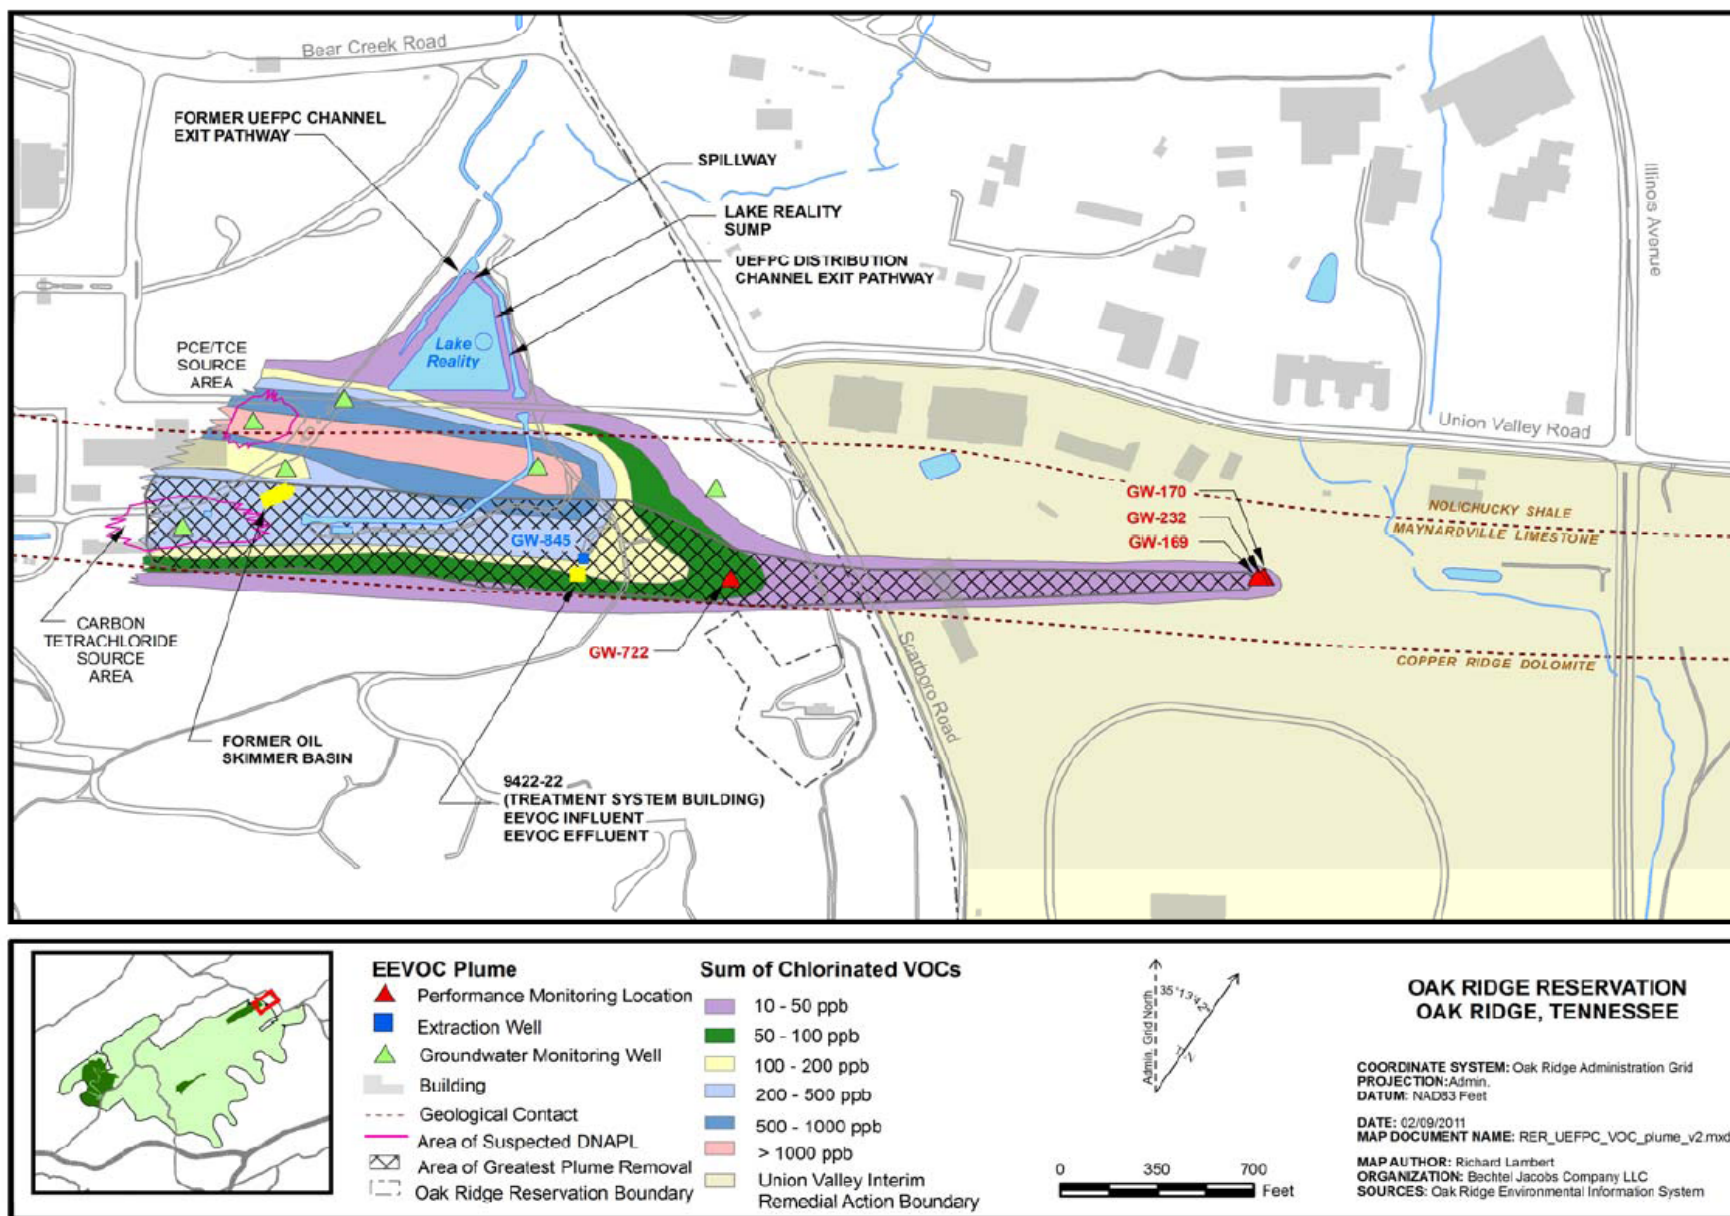 Bear Creek Road
FORMER UEFPC CHANNEL
EXIT PATHWAY
SPILLWAY
LAKE REALITY
SUMP
UEFPC DISTRIBUTION
CHANNEL EXIT PATHWAY
Illinois Avenue
PCE/TCE
SOURCE
AREA
Lake
Reality
Union Valley Road
GW-170
GW-232
GW-169
NOLICHUCKY SHALE
MAYNARDVILLE LIMESTONE
GW-845
CARBON
TETRACHLORIDE
SOURCE
AREA
GW-722
Scarboro Road
COPPER RIDGE DOLOMITE
FORMER OIL
SKIMMER BASIN
9422-22
(TREATMENT SYSTEM BUILDING)
EEVOC INFLUENT
EEVOC EFFLUENT
EEVOC Plume
Performance Monitoring Location
Extraction Well
Groundwater Monitoring Well
Building
Geological Contact
Area of Suspected DNAPL
Area of Greatest Plume Removal
Oak Ridge Reservation Boundary
Sum of Chlorinated VOCs
10 - 50 ppb
50 - 100 ppb
100 - 200 ppb
200 - 500 ppb
500 - 1000 ppb
> 1000 ppb
Union Valley Interim
Remedial Action Boundary
Admin. Grid North
35°13'42"
T-N
0 350 700
Feet
OAK RIDGE RESERVATION
OAK RIDGE, TENNESSEE
COORDINATE SYSTEM: Oak Ridge Administration Grid
PROJECTION:Admin.
DATUM: NAD83 Feet
DATE: 02/09/2011
MAP DOCUMENT NAME: RER_UEFPC_VOC_plume_v2.mxd
MAP AUTHOR: Richard Lambert
ORGANIZATION: Bechtel Jacobs Company LLC
SOURCES: Oak Ridge Environmental Information System